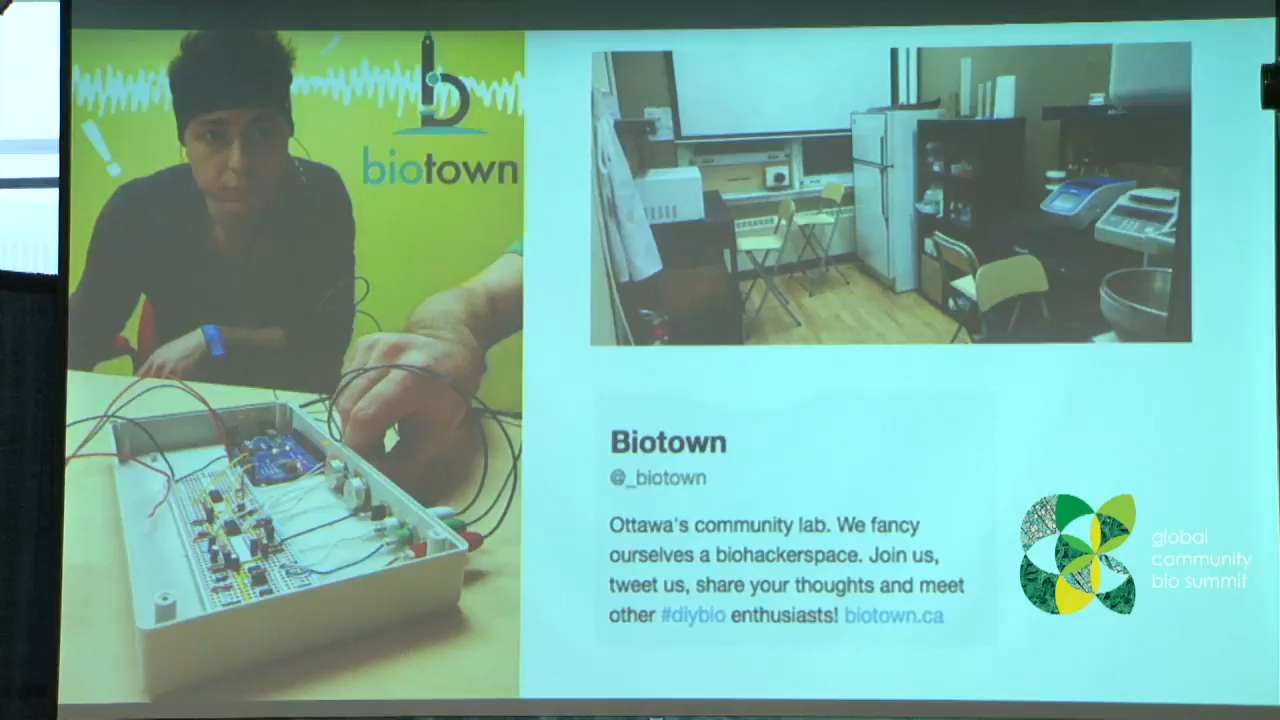 biotown
Biotown
@_biotown
Ottawa's community lab. We fancy
ourselves a biohackerspace. Join us,
tweet us, share your thoughts and meet
other #diybio enthusiasts! biotown.ca
global
community
bio summit